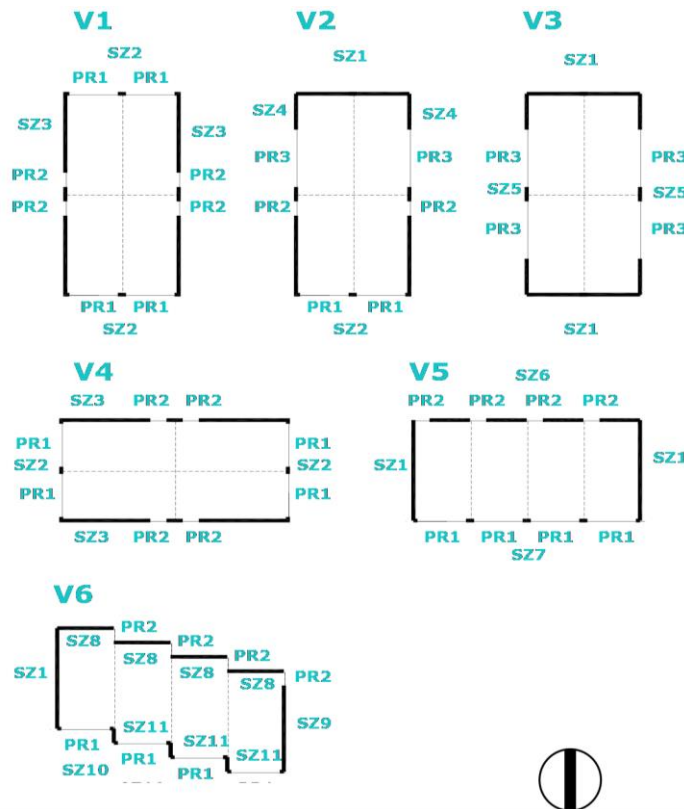 V1 V2 V3
SZ2 SZ1 SZ1
PR1 PR1
SZ3 SZ3 SZ4 SZ4
PR3 PR3 PR3 PR3
PR2 PR2
SZ5 SZ5
PR2 PR2 PR2 PR2
PR3 PR3
PR1 PR1 PR1 PR1
SZ2 SZ2 SZ1
V4 V5
SZ6
SZ3 PR2 PR2 PR2 PR2 PR2 PR2
PR1 PR1 SZ1 SZ1
SZ2 SZ2
PR1 PR1
SZ3 PR2 PR2 PR1 PR1 PR1 PR1
SZ7
V6
SZ8 PR2
SZ8 PR2
SZ8 PR2
SZ1 SZ8 PR2
SZ9
SZ11
PR1 SZ11
PR1 SZ11
SZ10 PR1